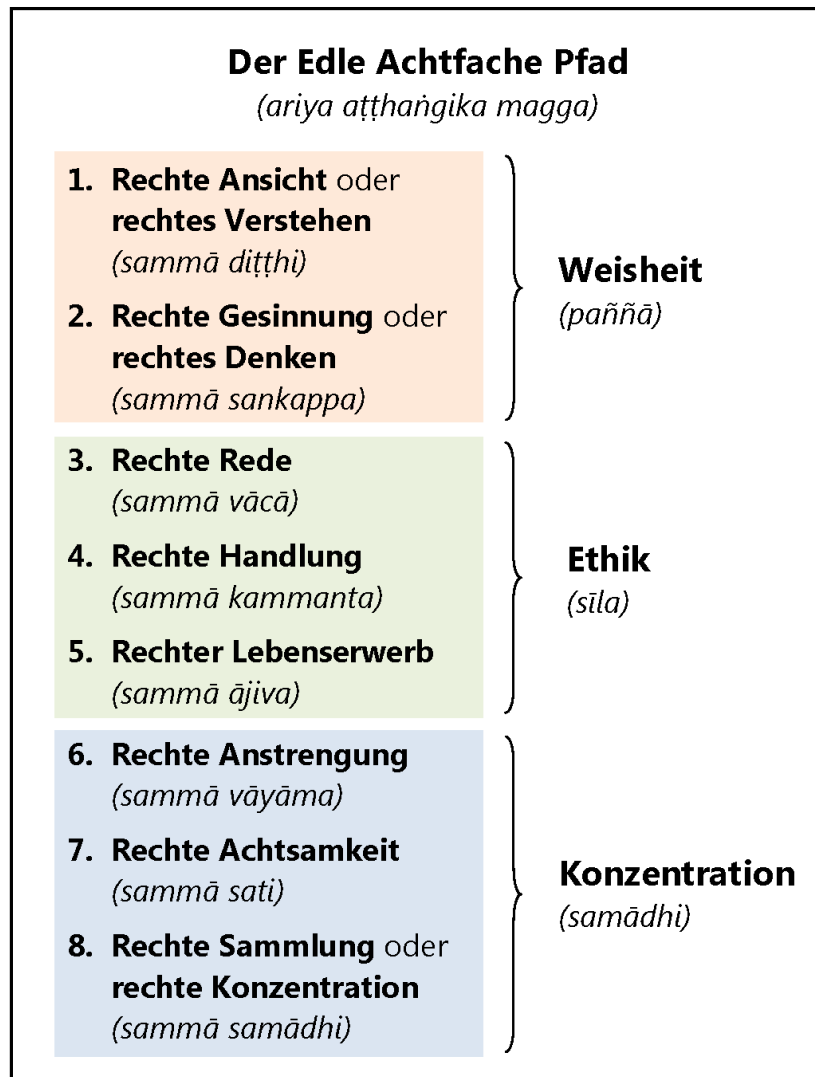 Der Edle Achtfache Pfad
(ariya aṭṭhaṅgika magga)
1. Rechte Ansicht oder
rechtes Verstehen
(sammā diṭṭhi)
2. Rechte Gesinnung oder
rechtes Denken
(sammā sankappa)
Weisheit
(paññā)
3. Rechte Rede
(sammā vācā)
4. Rechte Handlung
(sammā kammanta)
5. Rechter Lebenserwerb
(sammā ājiva)
Ethik
(sīla)
6. Rechte Anstrengung
(sammā vāyāma)
7. Rechte Achtsamkeit
(sammā sati)
8. Rechte Sammlung oder
rechte Konzentration
(sammā samādhi)
Konzentration
(samādhi)